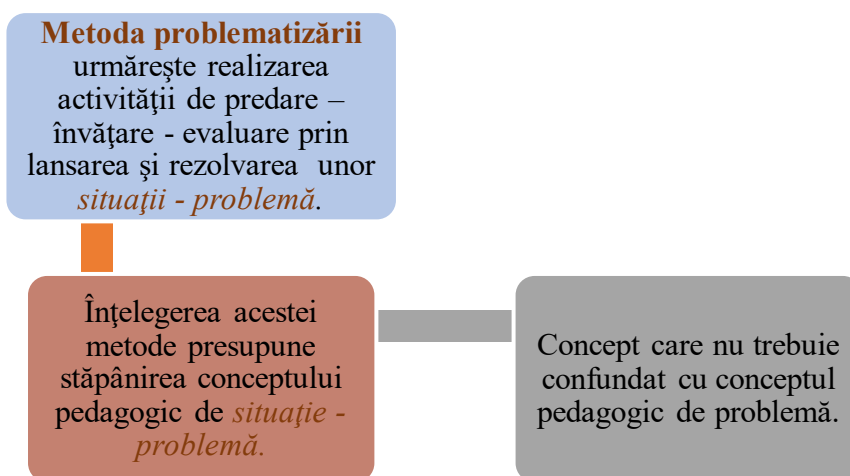 Metoda problematizării
urmăreşte realizarea
activităţii de predare –
învăţare - evaluare prin
lansarea şi rezolvarea unor
situaţii - problemă.
Înţelegerea acestei
metode presupune
stăpânirea conceptului
pedagogic de situaţie -
problemă.
Concept care nu trebuie
confundat cu conceptul
pedagogic de problemă.